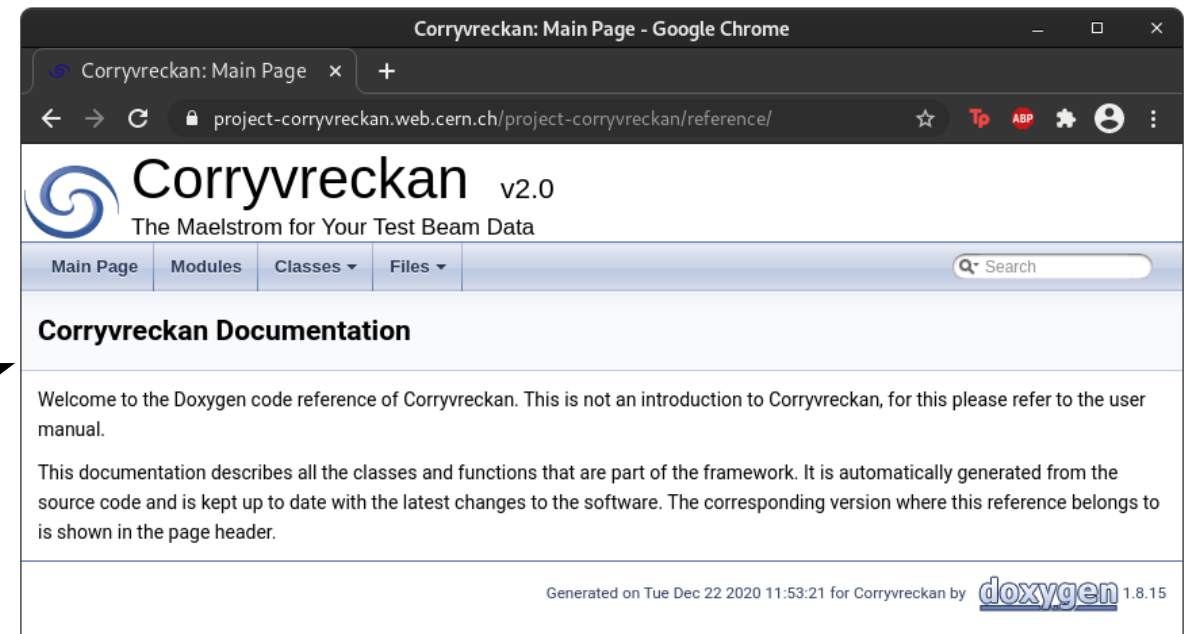 Corryvreckan: Main Page - Google Chrome
Corryvreckan: Main Page
project-corryvreckan.web.cern.ch/project-corryvreckan/reference/
Tp
ABP
Corryvreckan v2.0
The Maelstrom for Your Test Beam Data
Main Page Modules Classes Files Search
Corryvreckan Documentation
Welcome to the Doxygen code reference of Corryvreckan. This is not an introduction to Corryvreckan, for this please refer to the user
manual.
This documentation describes all the classes and functions that are part of the framework. It is automatically generated from the
source code and is kept up to date with the latest changes to the software. The corresponding version where this reference belongs to
is shown in the page header.
Generated on Tue Dec 22 2020 11:53:21 for Corryvreckan by doxygen 1.8.15